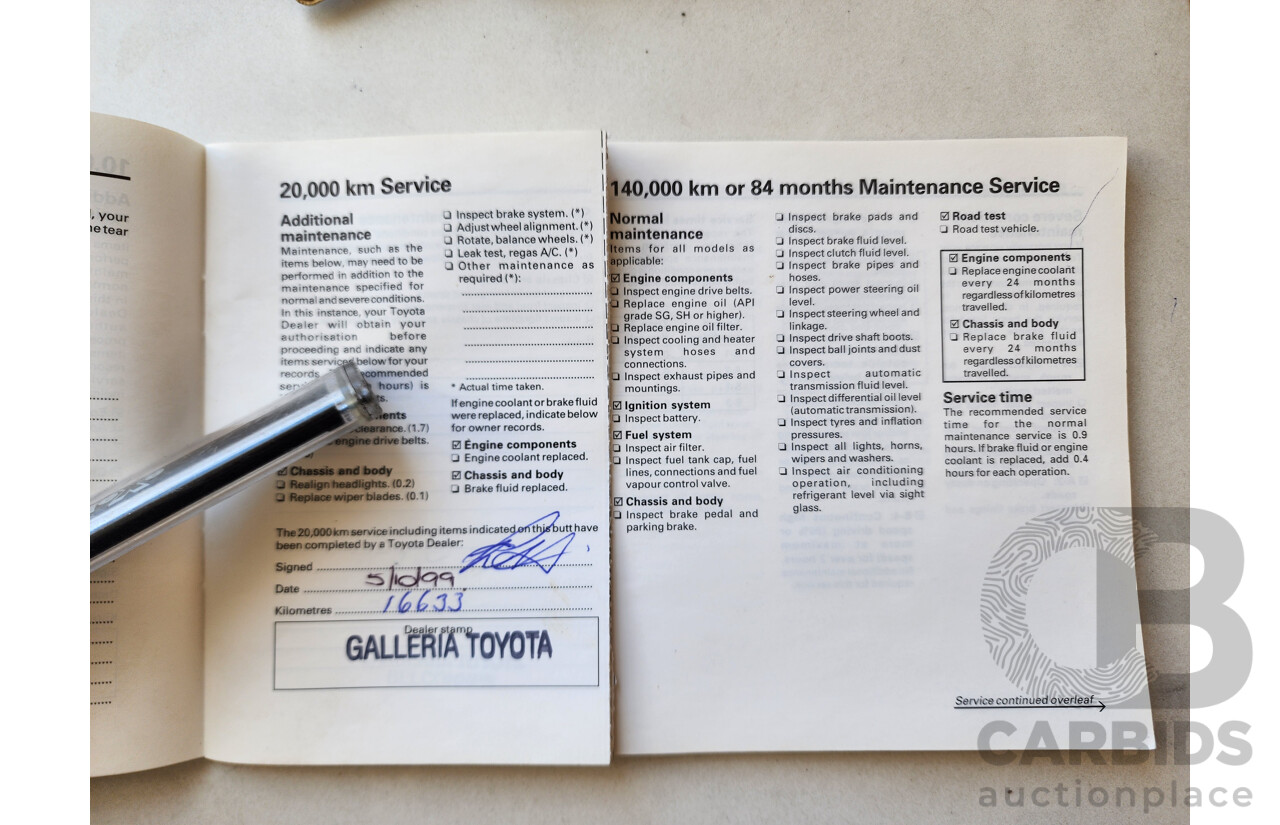 , your
he tear
20,000 km Service
Additional
maintenance
Maintenance, such as the
items below, may need to be
performed in addition to the
maintenance specified for
normal and severe conditions.
In this instance, your Toyota
Dealer will obtain your
authorisation before
proceeding and indicate any
items serviced below for your
records.
hours) is
clearance. (1.7)
engine drive belts.
☑ Chassis and body
❏ Realign headlights. (0.2)
❏ Replace wiper blades. (0.1)
❏ Inspect brake system. (*)
❏ Adjust wheel alignment. (*)
❏ Rotate, balance wheels. (*)
❏ Leak test, regas A/C. (*)
❏ Other maintenance as
required (*):
* Actual time taken.
If engine coolant or brake fluid
were replaced, indicate below
for owner records.
☑ Engine components
❏ Engine coolant replaced.
☑ Chassis and body
❏ Brake fluid replaced.
The 20,000 km service including items indicated on this butt have
been completed by a Toyota Dealer:
Signed
Date 5/10/99
Kilometres 16633
Dealer stamp
GALLERIA TOYOTA
140,000 km or 84 months Maintenance Service
Normal
maintenance
Items for all models as
applicable:
☑ Engine components
❏ Inspect engine drive belts.
❏ Replace engine oil (API
grade SG, SH or higher).
❏ Replace engine oil filter.
❏ Inspect cooling and heater
system hoses and
connections.
❏ Inspect exhaust pipes and
mountings.
☑ Ignition system
❏ Inspect battery.
☑ Fuel system
❏ Inspect air filter.
❏ Inspect fuel tank cap, fuel
lines, connections and fuel
vapour control valve.
☑ Chassis and body
❏ Inspect brake pedal and
parking brake.
❏ Inspect brake pads and
discs.
❏ Inspect brake fluid level.
❏ Inspect clutch fluid level.
❏ Inspect brake pipes and
hoses.
❏ Inspect power steering oil
level.
❏ Inspect steering wheel and
linkage.
❏ Inspect drive shaft boots.
❏ Inspect ball joints and dust
covers.
❏ Inspect automatic
transmission fluid level.
❏ Inspect differential oil level
(automatic transmission).
❏ Inspect tyres and inflation
pressures.
❏ Inspect all lights, horns,
wipers and washers.
❏ Inspect air conditioning
operation, including
refrigerant level via sight
glass.
☑ Road test
❏ Road test vehicle.
☑ Engine components
❏ Replace engine coolant
every 24 months
regardless of kilometres
travelled.
☑ Chassis and body
❏ Replace brake fluid
every 24 months
regardless of kilometres
travelled.
Service time
The recommended service
time for the normal
maintenance service is 0.9
hours. If brake fluid or engine
coolant is replaced, add 0.4
hours for each operation.
Service continued overleaf
CARBIDS
auctionplace